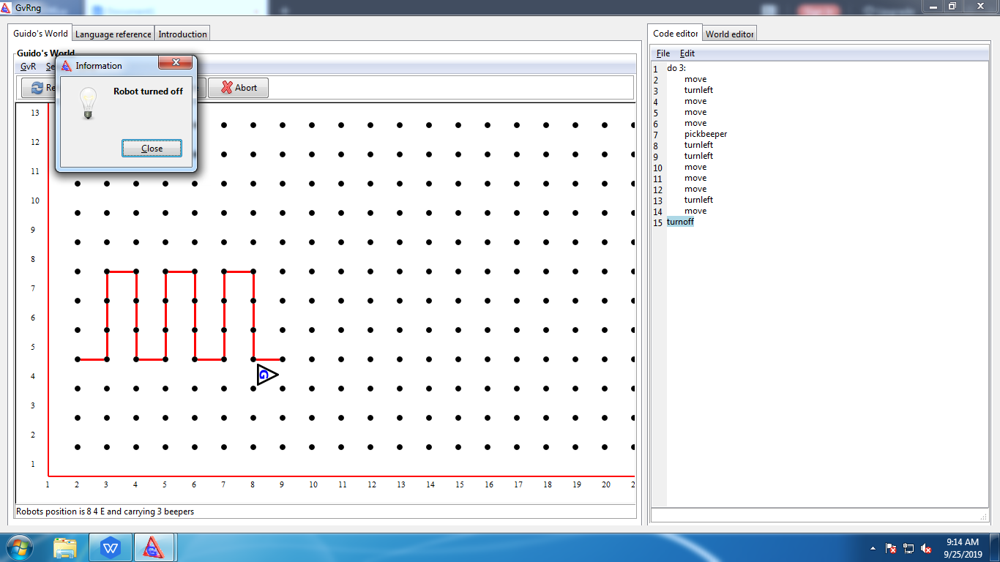 GvRng
Guido's World
Language reference
Introduction
Guido's World
GvR
Information
Robot turned off
Close
Abort
13
12
11
10
9
8
7
6
5
4
3
2
1
G
1 2 3 4 5 6 7 8 9 10 11 12 13 14 15 16 17 18 19 20
Robots position is 8 4 E and carrying 3 beepers
Code editor
World editor
File Edit
1 do 3:
2 move
3 turnleft
4 move
5 move
6 move
7 pickbeeper
8 turnleft
9 turnleft
10 move
11 move
12 move
13 turnleft
14 move
15 turnoff
9:14 AM
9/25/2019